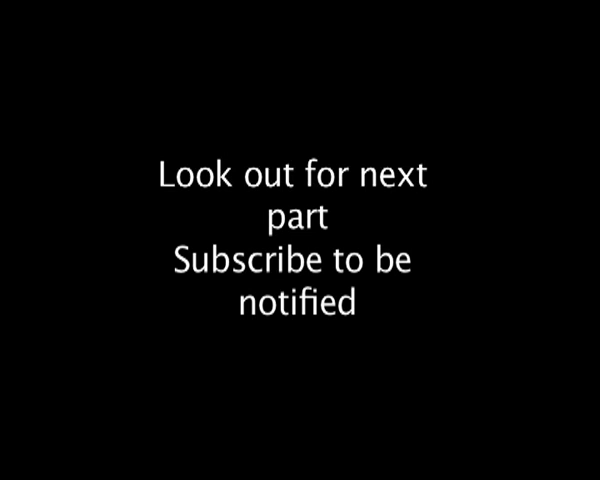 Look out for next
part
Subscribe to be
notified